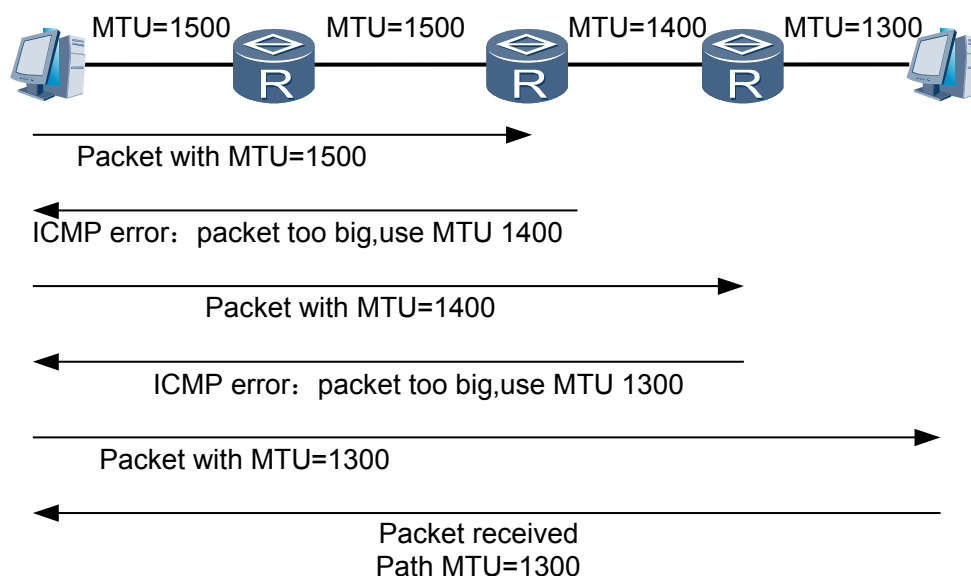 MTU=1500 MTU=1500 MTU=1400 MTU=1300
R R R
Packet with MTU=1500
ICMP error：packet too big,use MTU 1400
Packet with MTU=1400
ICMP error：packet too big,use MTU 1300
Packet with MTU=1300
Packet received
Path MTU=1300